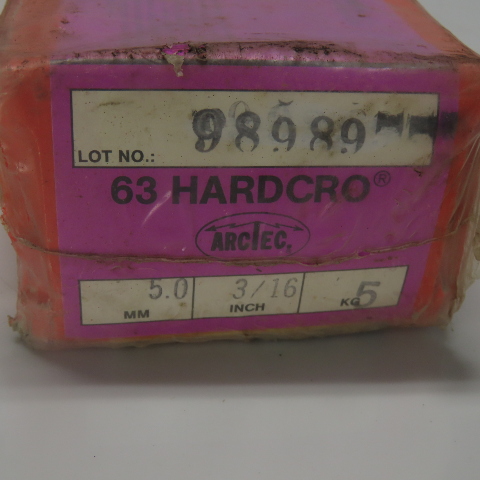 LOT NO.: 98989
63 HARDCRO®
ARCTEC
5.0 MM 3/16 INCH 5 KG